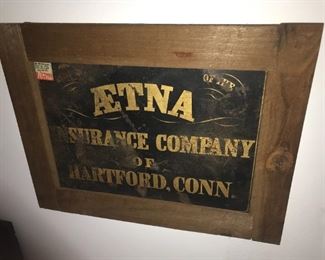 OF THE
ÆTNA
INSURANCE COMPANY
OF
HARTFORD, CONN